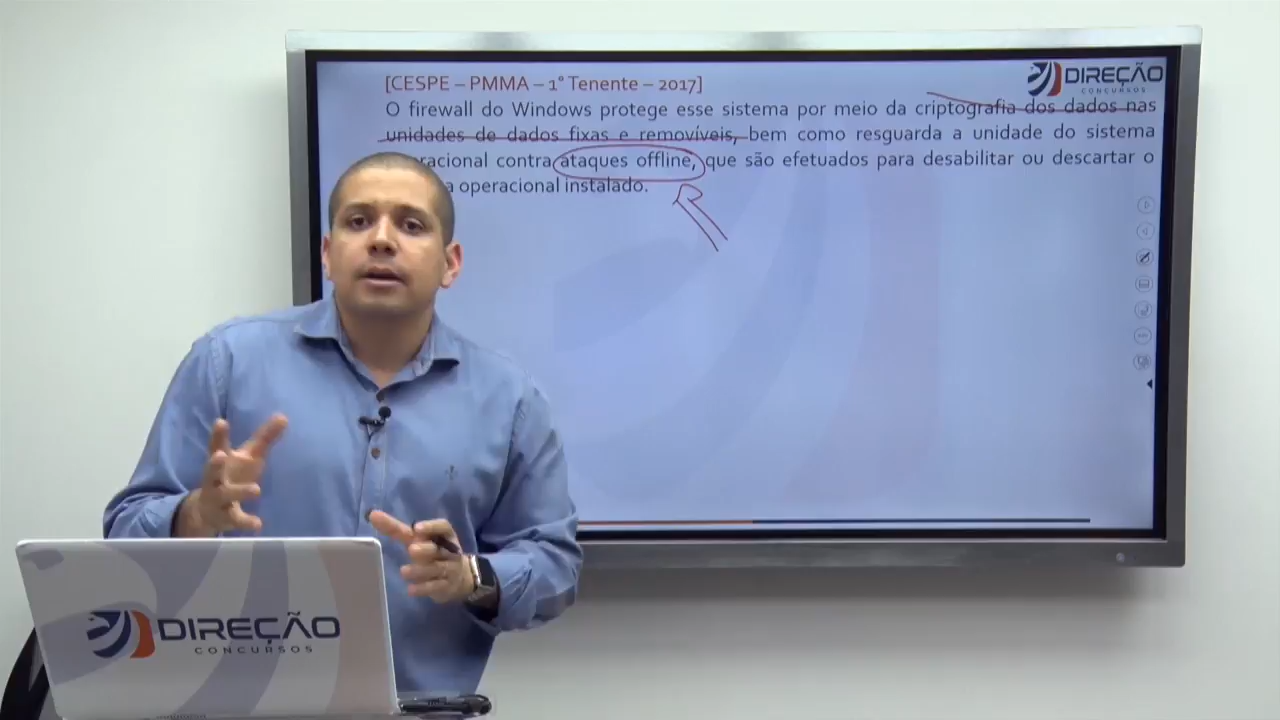 [CESPE – PMMA – 1° Tenente – 2017]
DIREÇÃO
CONCURSOS
O firewall do Windows protege esse sistema por meio da criptografia dos dados nas
unidades de dados fixas e removíveis, bem como resguarda a unidade do sistema
racional contra ataques offline, que são efetuados para desabilitar ou descartar o
a operacional instalado.
DIREÇÃO
CONCURSOS